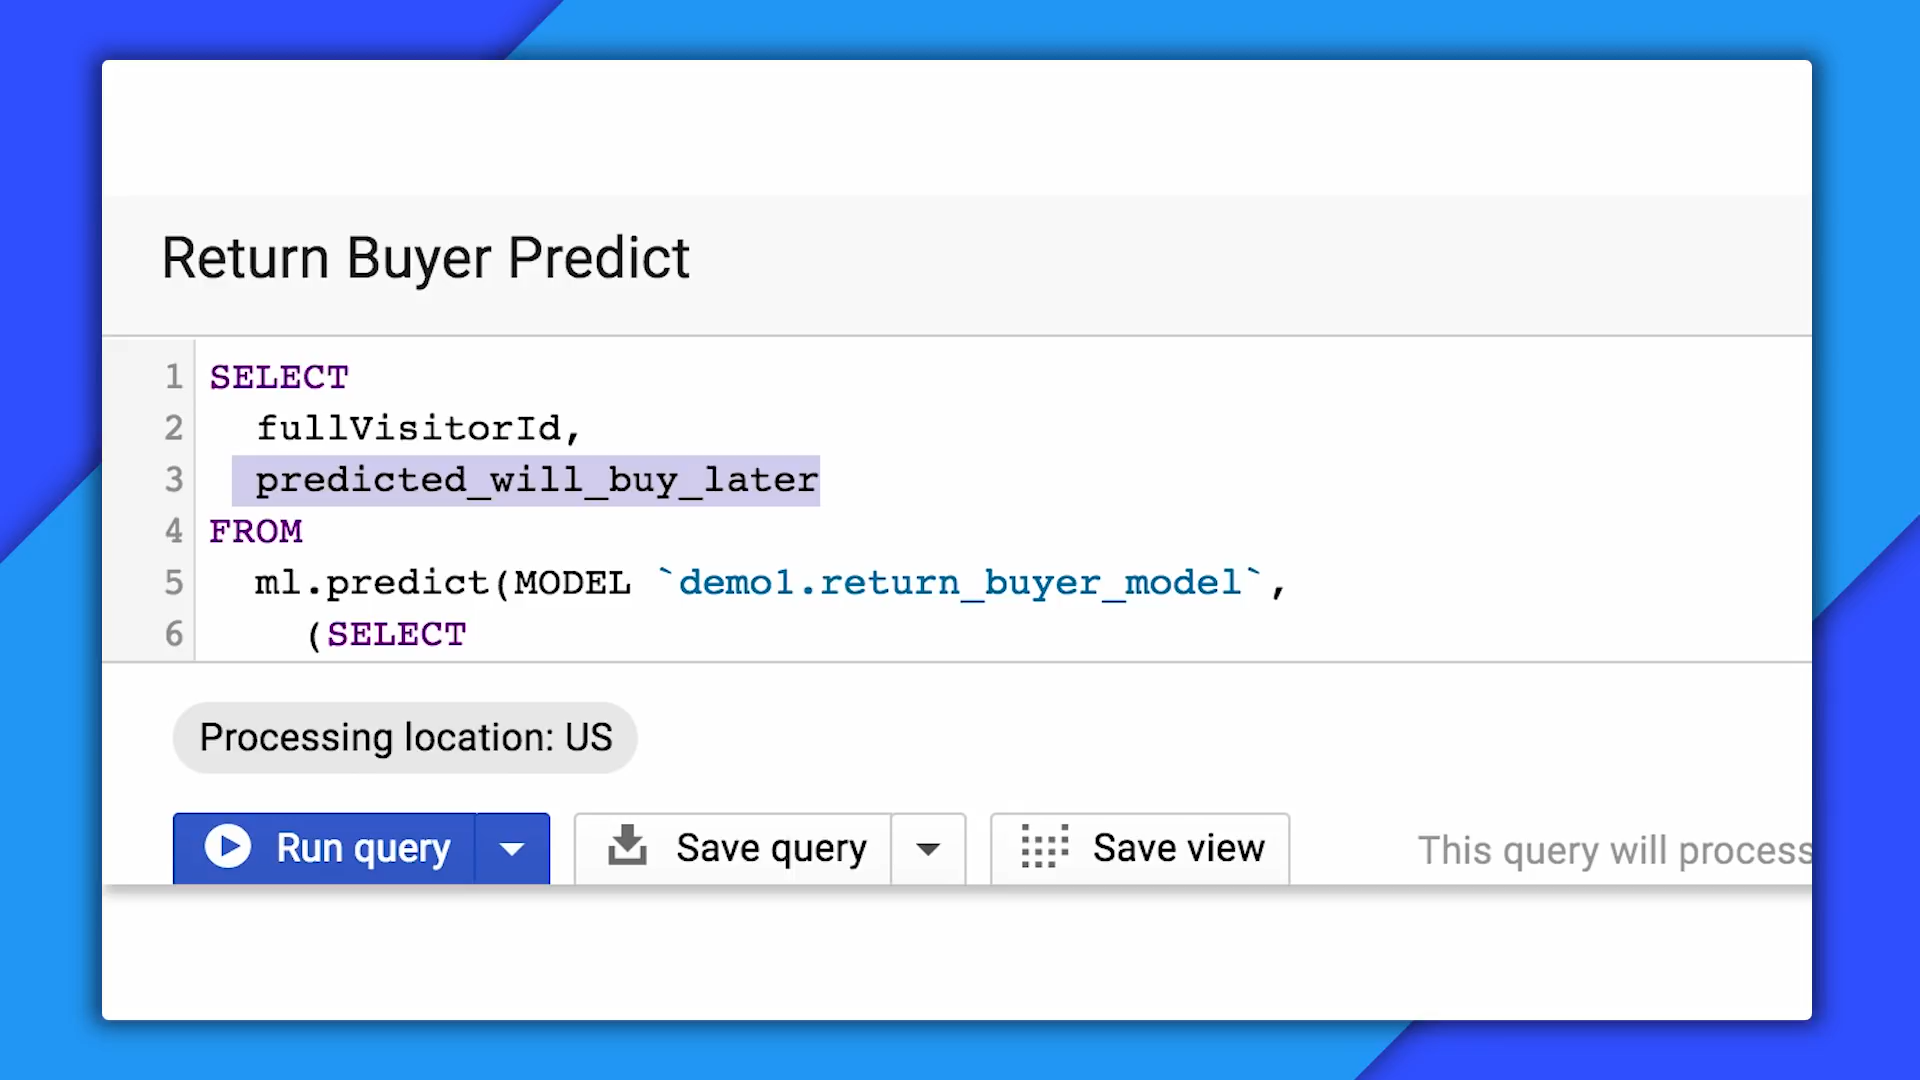 Return Buyer Predict
1 SELECT
2 fullVisitorId,
3 predicted_will_buy_later
4 FROM
5 ml.predict(MODEL `demo1.return_buyer_model`,
6 (SELECT
Processing location: US
Run query Save query Save view This query will process